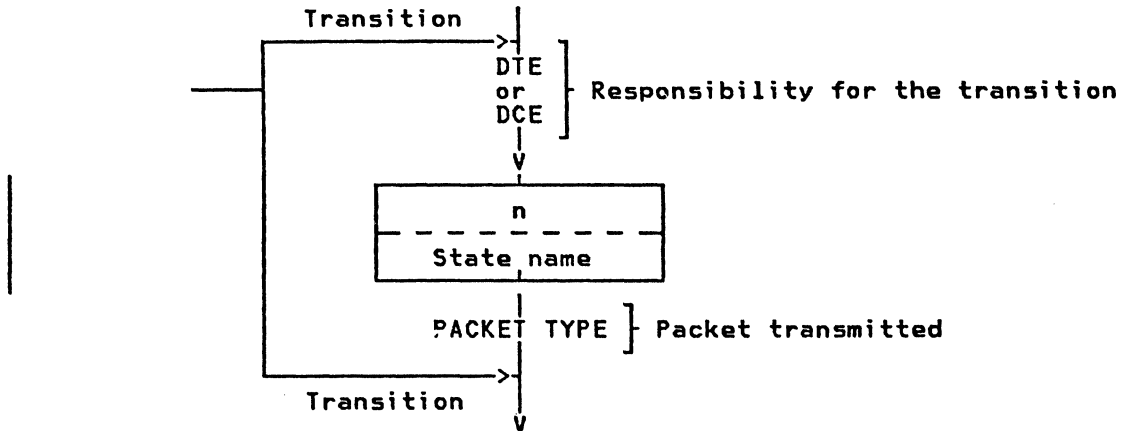 Transition
DTE
or
DCE
Responsibility for the transition
n
State name
PACKET TYPE
Packet transmitted
Transition